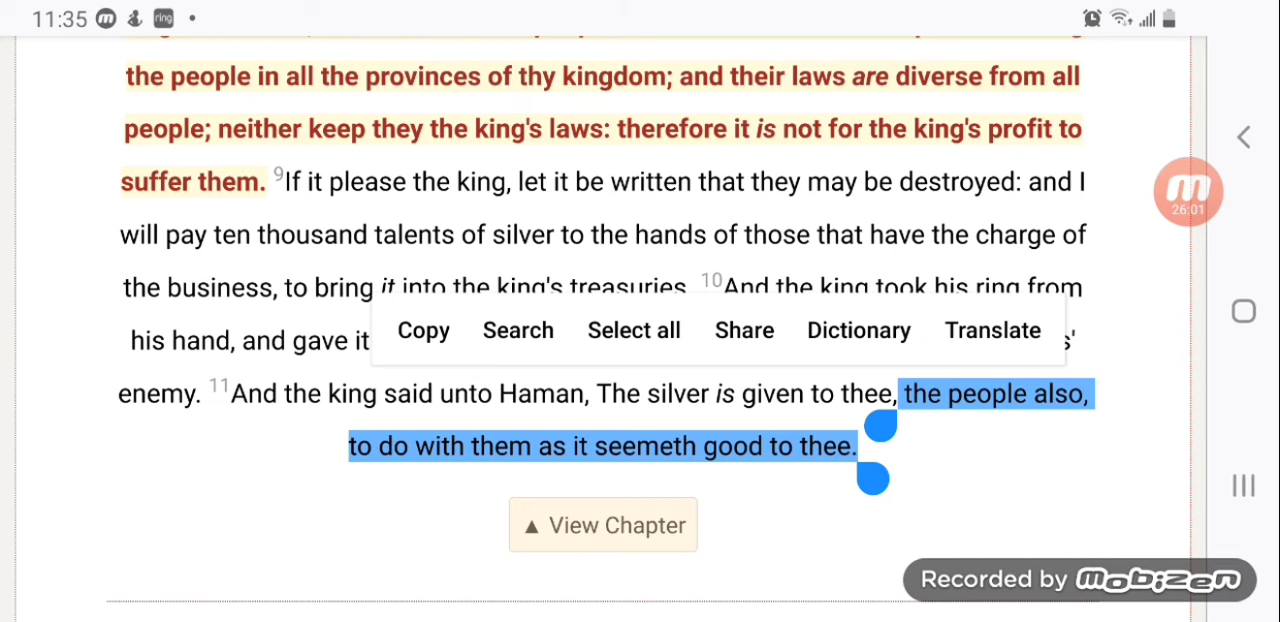 11:35 m ring
the people in all the provinces of thy kingdom; and their laws are diverse from all
people; neither keep they the king's laws: therefore it is not for the king's profit to
suffer them. 9If it please the king, let it be written that they may be destroyed: and I
m
26:01
will pay ten thousand talents of silver to the hands of those that have the charge of
the business, to bring it into the king's treasuries. 10And the king took his ring from
Copy Search Select all Share Dictionary Translate
his hand, and gave it s'
enemy. 11And the king said unto Haman, The silver is given to thee, the people also,
to do with them as it seemeth good to thee.
▲ View Chapter
Recorded by mobizen